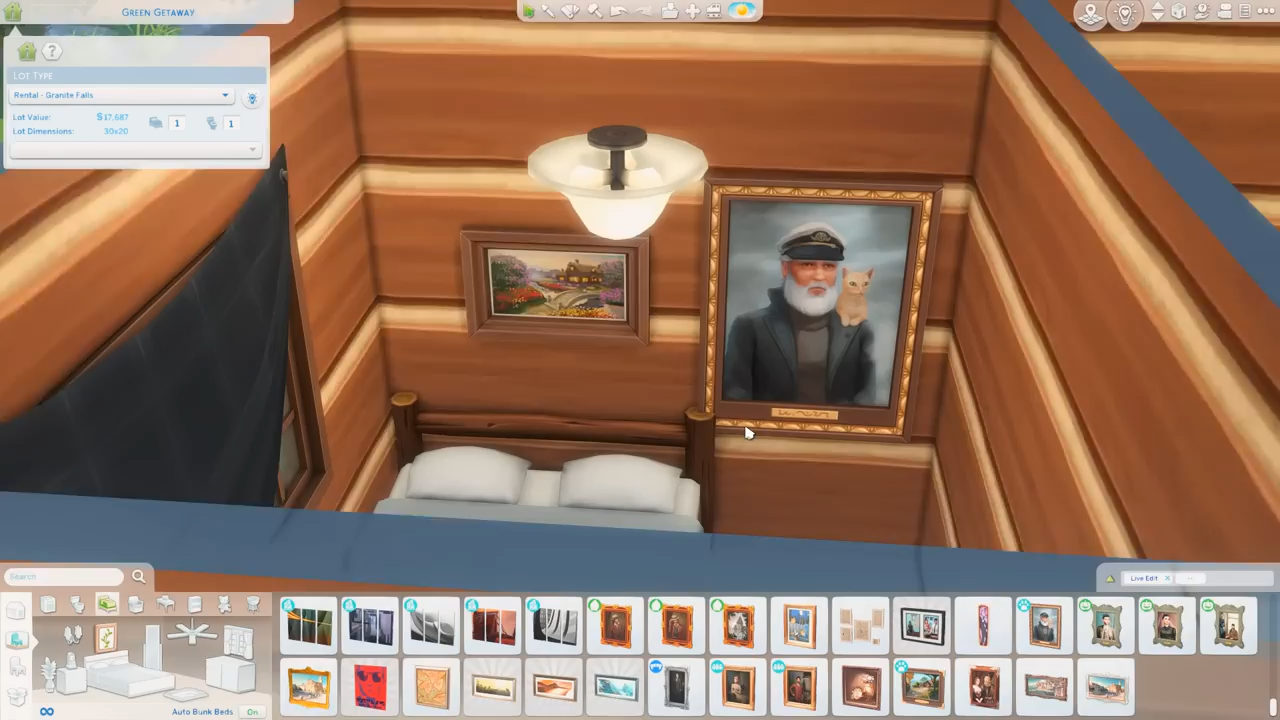 GREEN GETAWAY
?
LOT TYPE
Rental - Granite Falls
Lot Value: §17,687
1
1
Lot Dimensions: 30x20
Search
Live Edit
Auto Bunk Beds
On